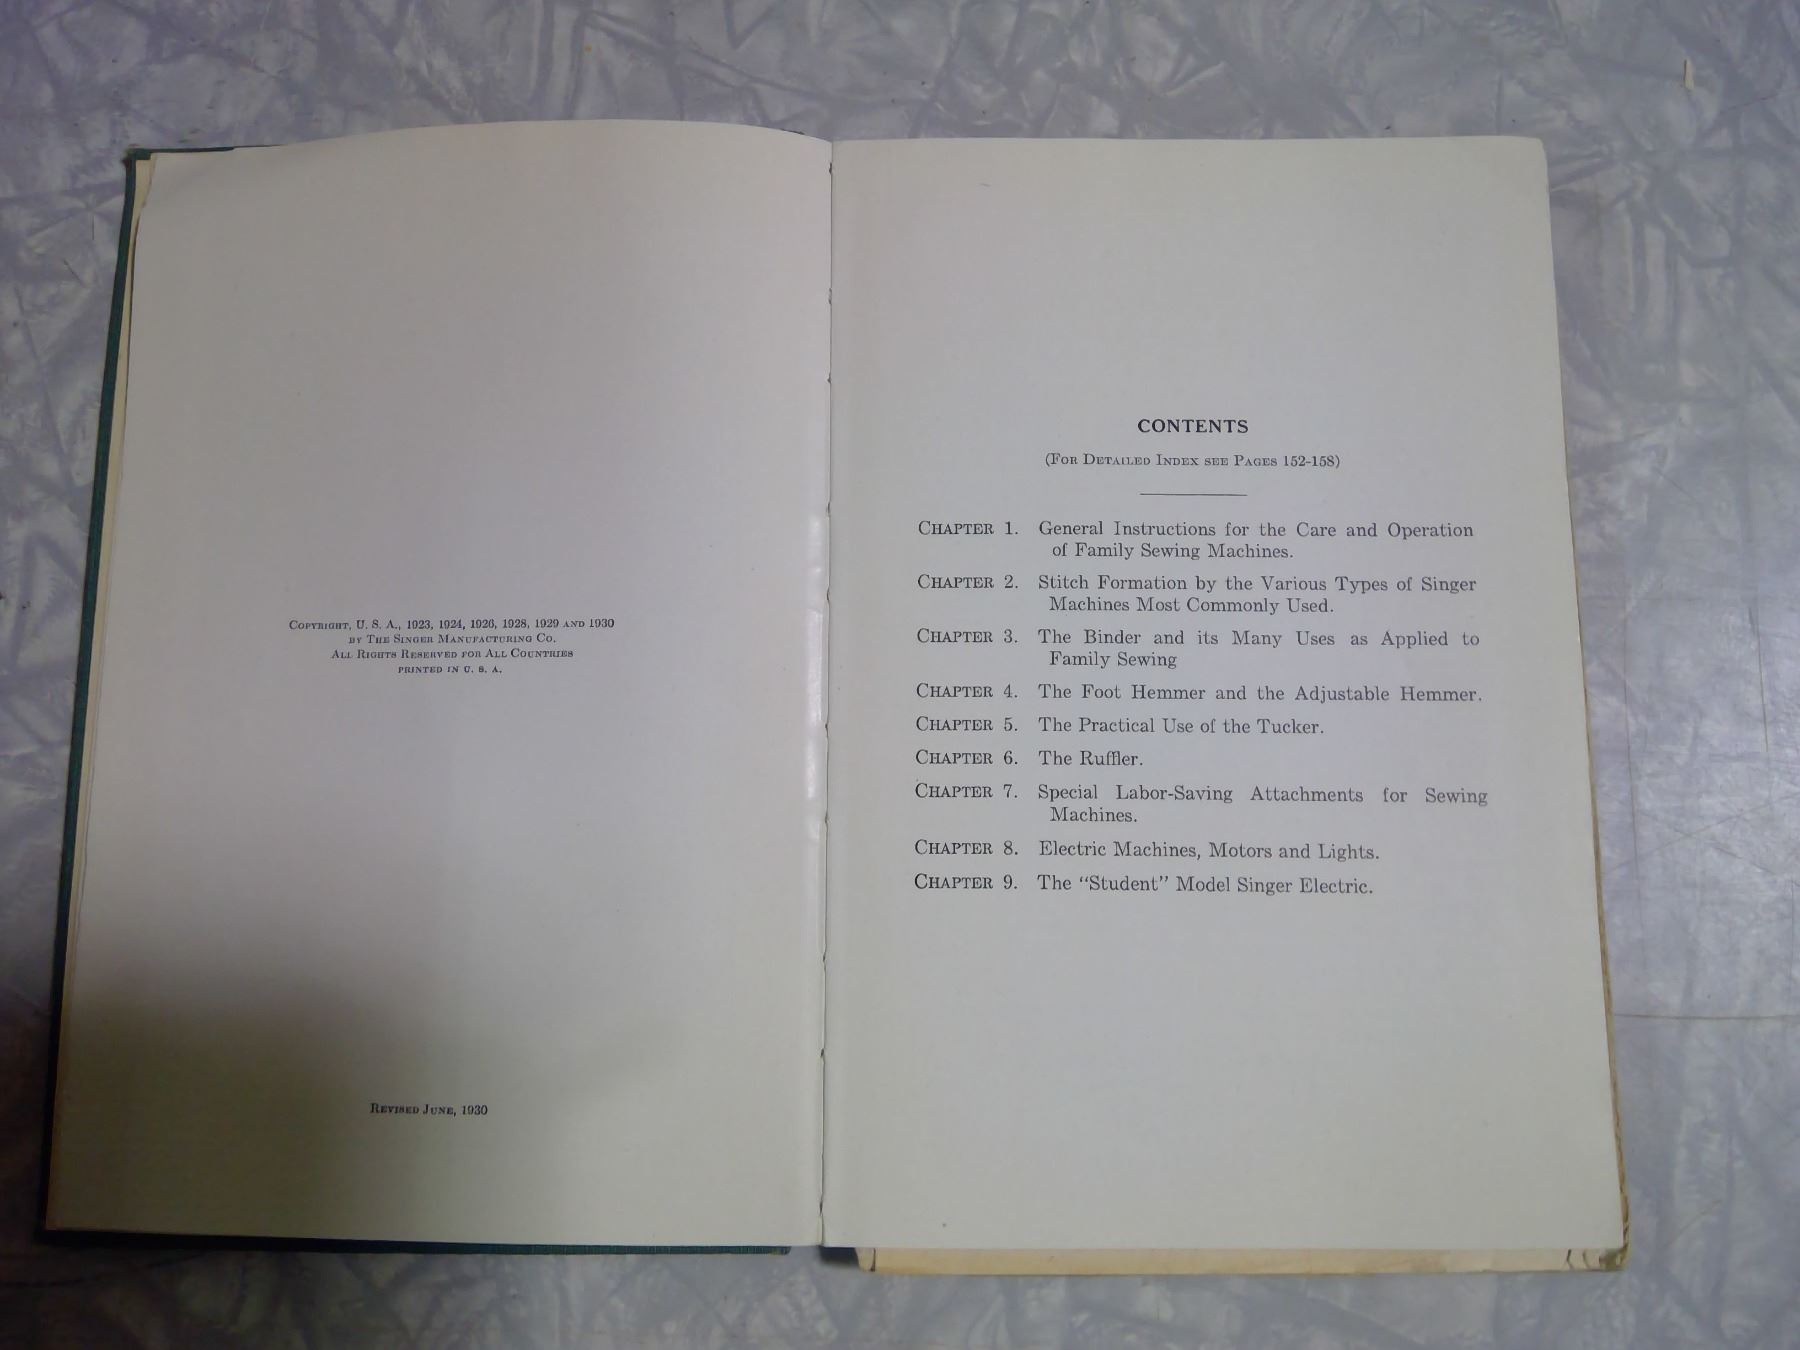 Copyright, U. S. A., 1923, 1924, 1926, 1928, 1929 and 1930
by The Singer Manufacturing Co.
All Rights Reserved for All Countries
printed in U. S. A.
Revised June, 1930
CONTENTS
(For Detailed Index see Pages 152-158)
Chapter 1. General Instructions for the Care and Operation
of Family Sewing Machines.
Chapter 2. Stitch Formation by the Various Types of Singer
Machines Most Commonly Used.
Chapter 3. The Binder and its Many Uses as Applied to
Family Sewing
Chapter 4. The Foot Hemmer and the Adjustable Hemmer.
Chapter 5. The Practical Use of the Tucker.
Chapter 6. The Ruffler.
Chapter 7. Special Labor-Saving Attachments for Sewing
Machines.
Chapter 8. Electric Machines, Motors and Lights.
Chapter 9. The “Student” Model Singer Electric.